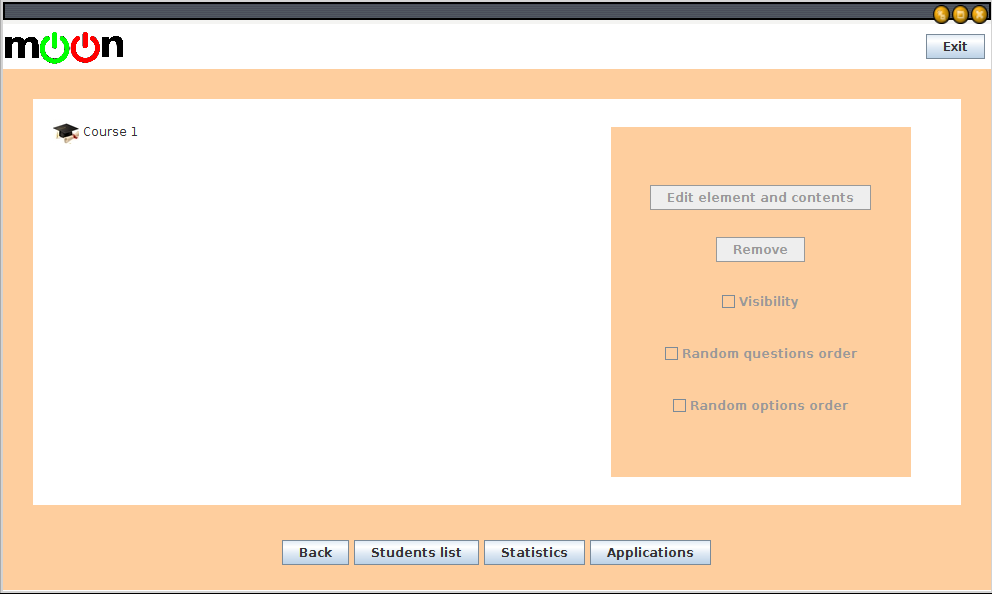 moon
Exit
Course 1
Edit element and contents
Remove
Visibility
Random questions order
Random options order
Back Students list Statistics Applications